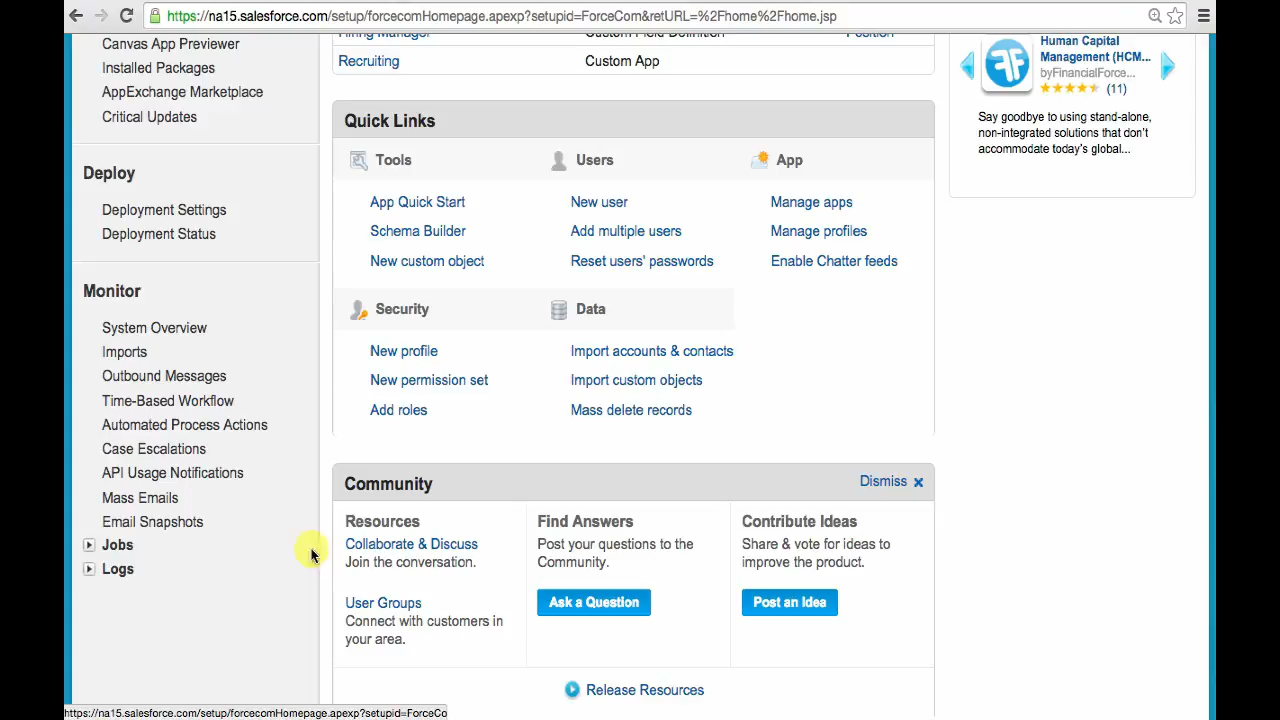 https://na15.salesforce.com/setup/forcecomHomepage.apexp?setupid=ForceCom&retURL=%2Fhome%2Fhome.jsp
Canvas App Previewer
Installed Packages
AppExchange Marketplace
Critical Updates
Deploy
Deployment Settings
Deployment Status
Monitor
System Overview
Imports
Outbound Messages
Time-Based Workflow
Automated Process Actions
Case Escalations
API Usage Notifications
Mass Emails
Email Snapshots
Jobs
Logs
Hiring Manager Custom Field Definition Position
Recruiting Custom App
Quick Links
Tools
App Quick Start
Schema Builder
New custom object
Users
New user
Add multiple users
Reset users' passwords
App
Manage apps
Manage profiles
Enable Chatter feeds
Security
New profile
New permission set
Add roles
Data
Import accounts & contacts
Import custom objects
Mass delete records
Community
Dismiss
Resources
Collaborate & Discuss
Join the conversation.
User Groups
Connect with customers in
your area.
Find Answers
Post your questions to the
Community.
Ask a Question
Contribute Ideas
Share & vote for ideas to
improve the product.
Post an Idea
Release Resources
Human Capital
Management (HCM...
byFinancialForce...
(11)
Say goodbye to using stand-alone,
non-integrated solutions that don't
accommodate today's global...
https://na15.salesforce.com/setup/forcecomHomepage.apexp?setupid=ForceCo